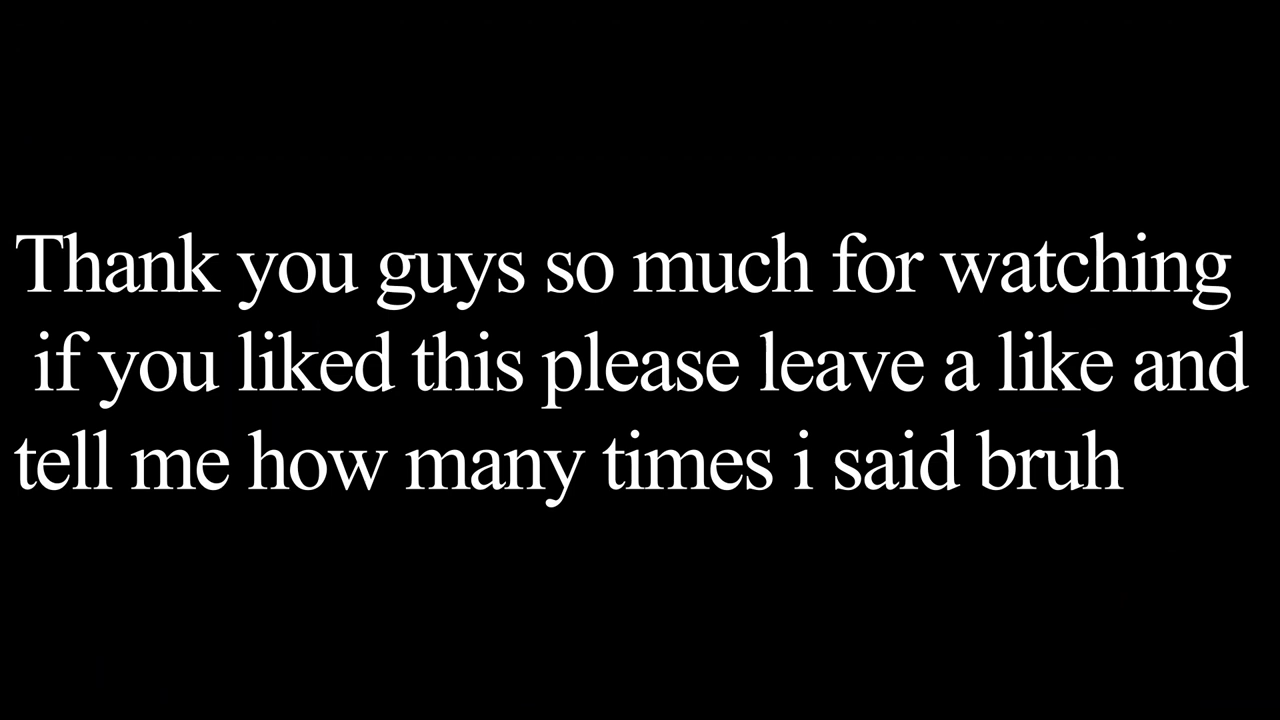 Thank you guys so much for watching
if you liked this please leave a like and
tell me how many times i said bruh